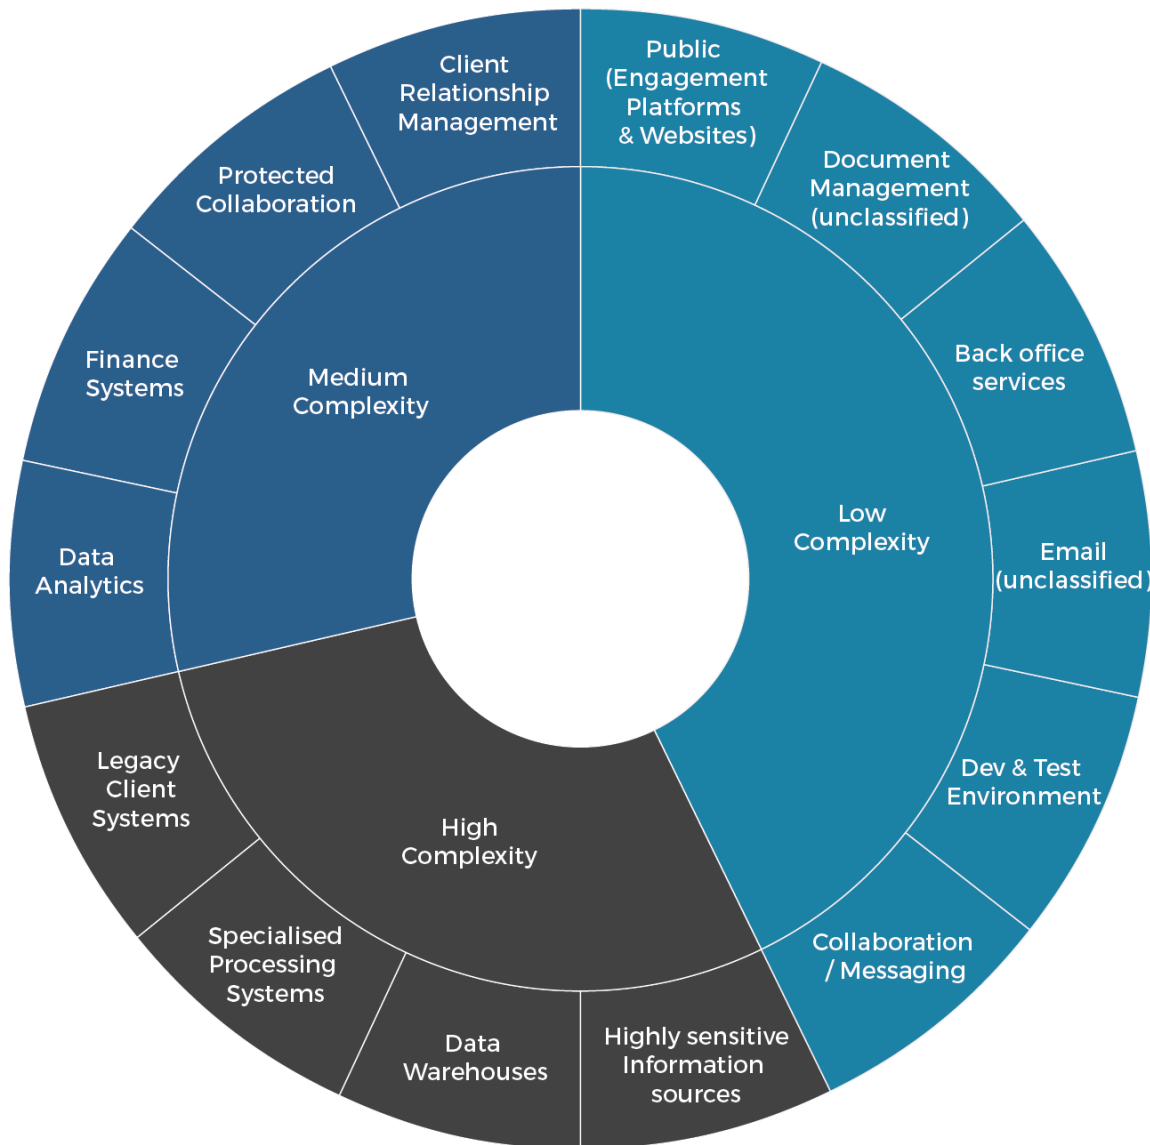 Client
Relationship
Management
Public
(Engagement
Platforms
& Websites)
Protected
Collaboration
Document
Management
(unclassified)
Finance
Systems
Medium
Complexity
Back office
services
Data
Analytics
Low
Complexity
Email
(unclassified)
Legacy
Client
Systems
High
Complexity
Dev & Test
Environment
Specialised
Processing
Systems
Data
Warehouses
Highly sensitive
Information
sources
Collaboration
/ Messaging